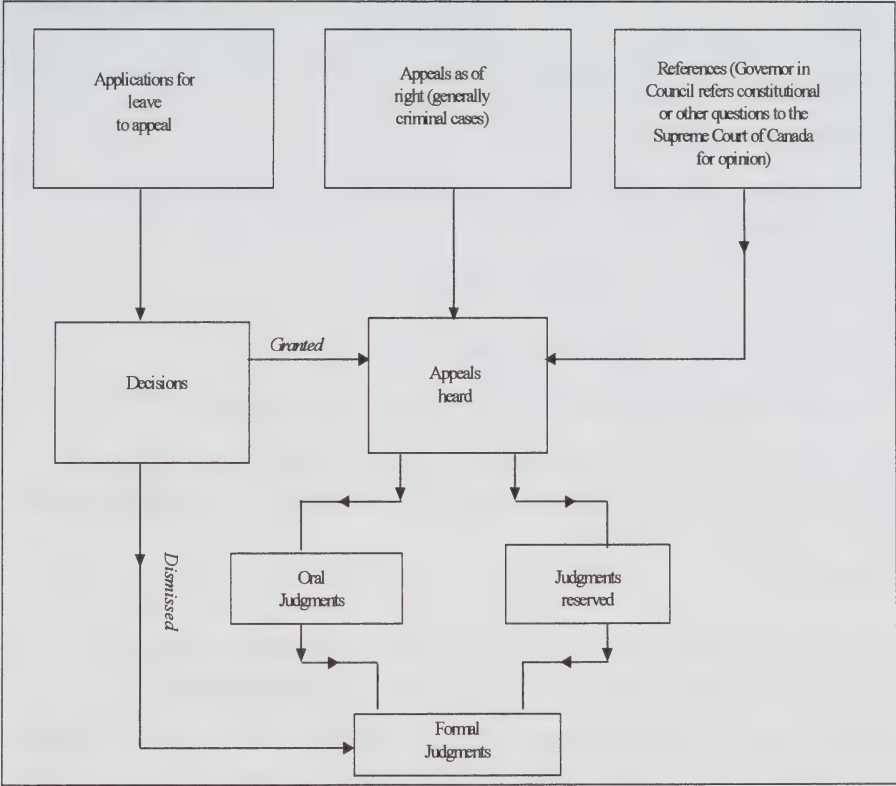 Applications for
leave
to appeal
Appeals as of
right (generally
criminal cases)
References (Governor in
Council refers constitutional
or other questions to the
Supreme Court of Canada
for opinion)
Decisions
Granted
Appeals
heard
Dismissed
Oral
Judgments
Judgments
reserved
Formal
Judgments